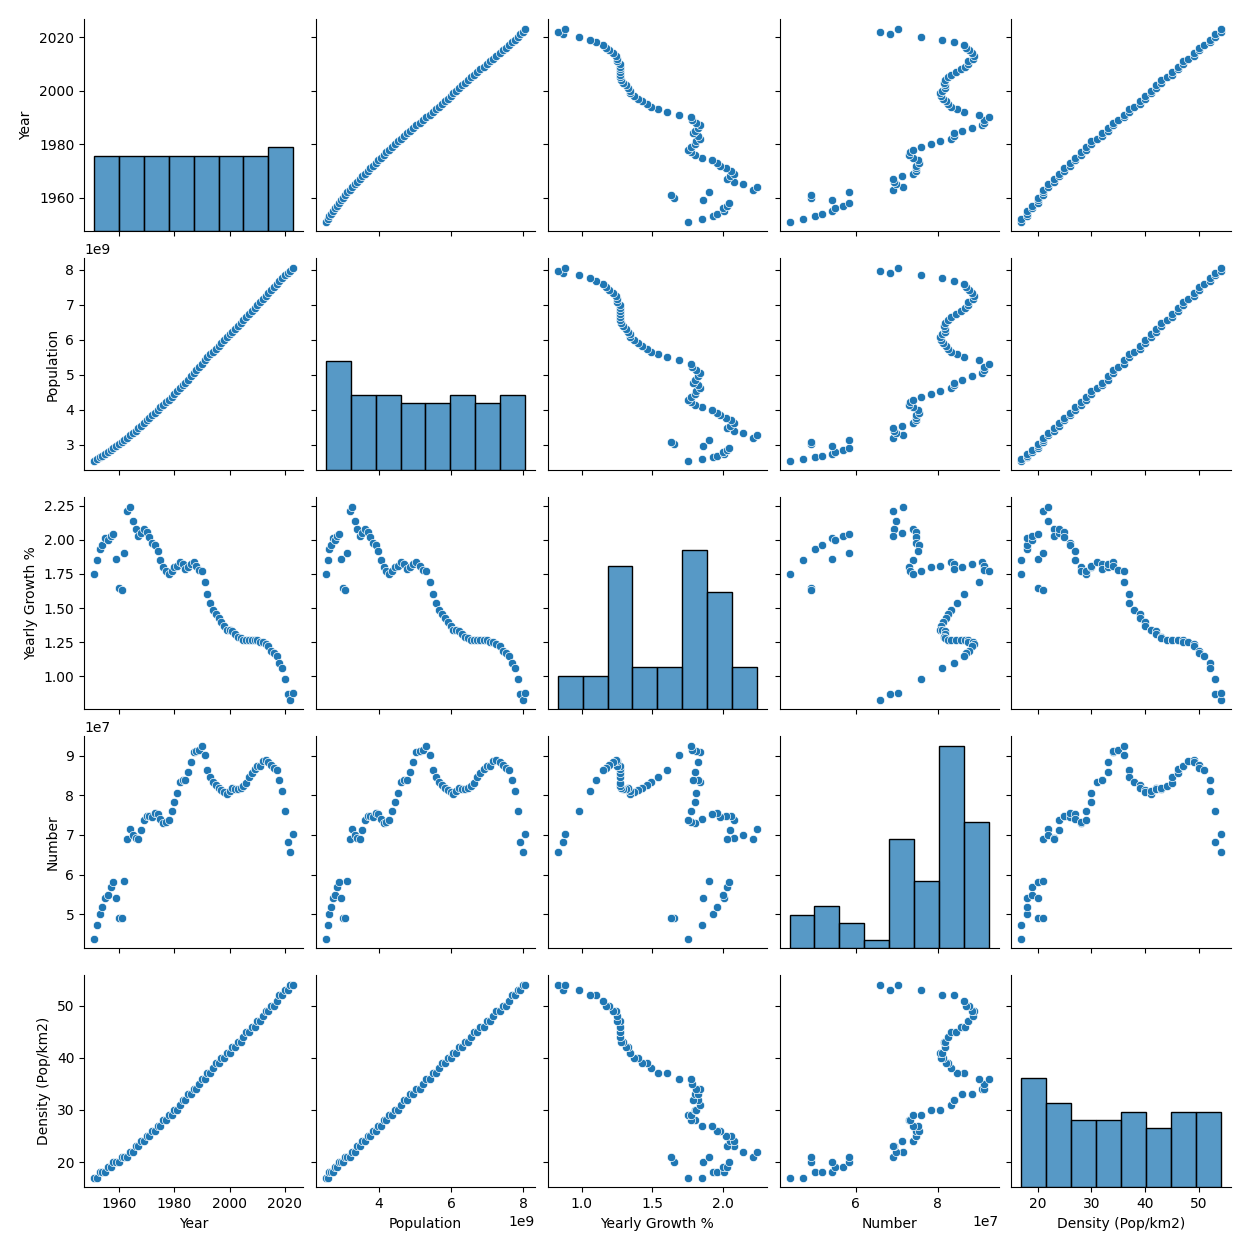 2020
2000
1980
1960
Year
1e9
8
7
6
5
4
3
Population
2.25
2.00
1.75
1.50
1.25
1.00
Yearly Growth %
1e7
9
8
7
6
5
Number
50
40
30
20
Density (Pop/km2)
1960 1980 2000 2020
Year
4 6 8
1e9
Population
1.0 1.5 2.0
Yearly Growth %
6 8
1e7
Number
20 30 40 50
Density (Pop/km2)